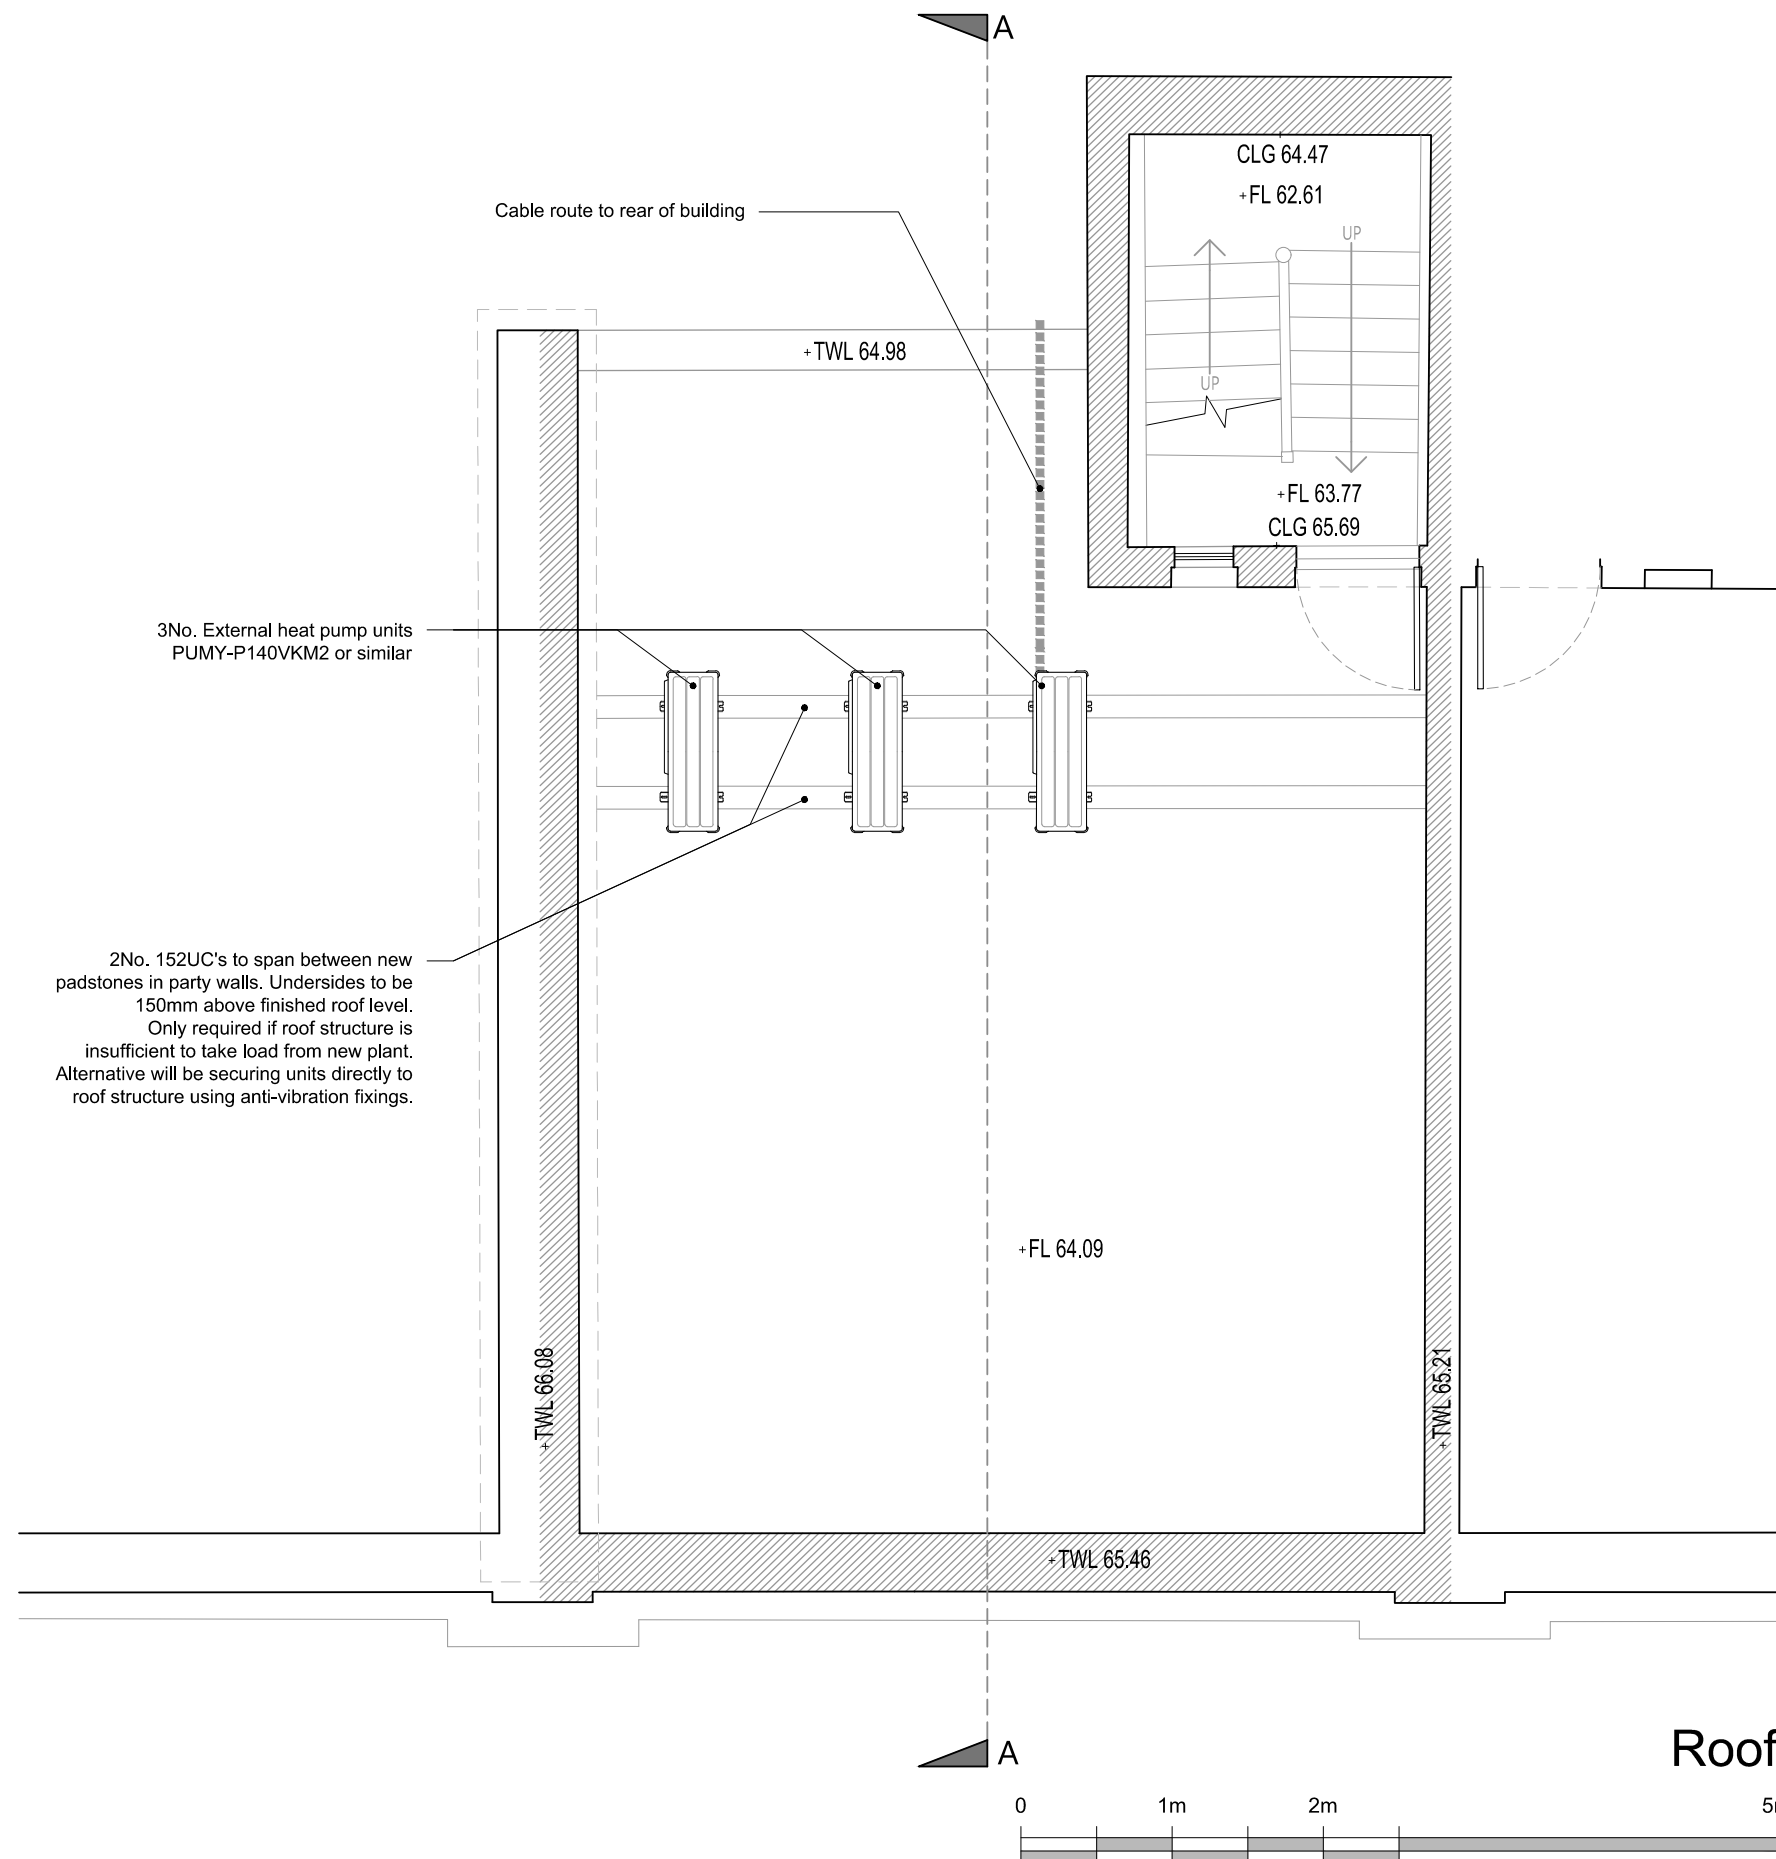 A
CLG 64.47
+FL 62.61
Cable route to rear of building
UP
+TWL 64.98
UP
+FL 63.77
CLG 65.69
3No. External heat pump units
PUMY-P140VKM2 or similar
2No. 152UC's to span between new
padstones in party walls. Undersides to be
150mm above finished roof level.
Only required if roof structure is
insufficient to take load from new plant.
Alternative will be securing units directly to
roof structure using anti-vibration fixings.
+FL 64.09
+TWL 66.08
+TWL 65.21
+TWL 65.46
A
Roof
0 1m 2m